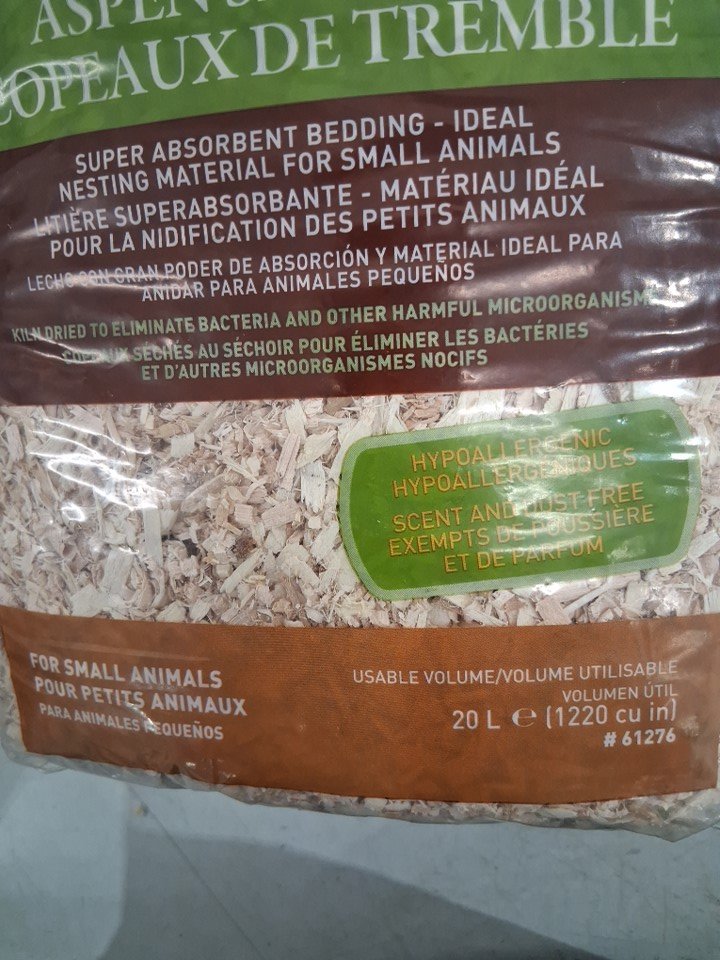 ASPEN
COPEAUX DE TREMBLE
SUPER ABSORBENT BEDDING - IDEAL
NESTING MATERIAL FOR SMALL ANIMALS
LITIÈRE SUPERABSORBANTE - MATÉRIAU IDÉAL
POUR LA NIDIFICATION DES PETITS ANIMAUX
LECHO CON GRAN PODER DE ABSORCIÓN Y MATERIAL IDEAL PARA
ANIDAR PARA ANIMALES PEQUEÑOS
KILN DRIED TO ELIMINATE BACTERIA AND OTHER HARMFUL MICROORGANISMS
COPEAUX SÉCHÉS AU SÉCHOIR POUR ÉLIMINER LES BACTÉRIES
ET D'AUTRES MICROORGANISMES NOCIFS
HYPOALLERGENIC
HYPOALLERGÉNIQUES
SCENT AND DUST FREE
EXEMPTS DE POUSSIÈRE
ET DE PARFUM
FOR SMALL ANIMALS
POUR PETITS ANIMAUX
PARA ANIMALES PEQUEÑOS
USABLE VOLUME/VOLUME UTILISABLE
VOLUMEN ÚTIL
20 L ℮ (1220 cu in)
# 61276